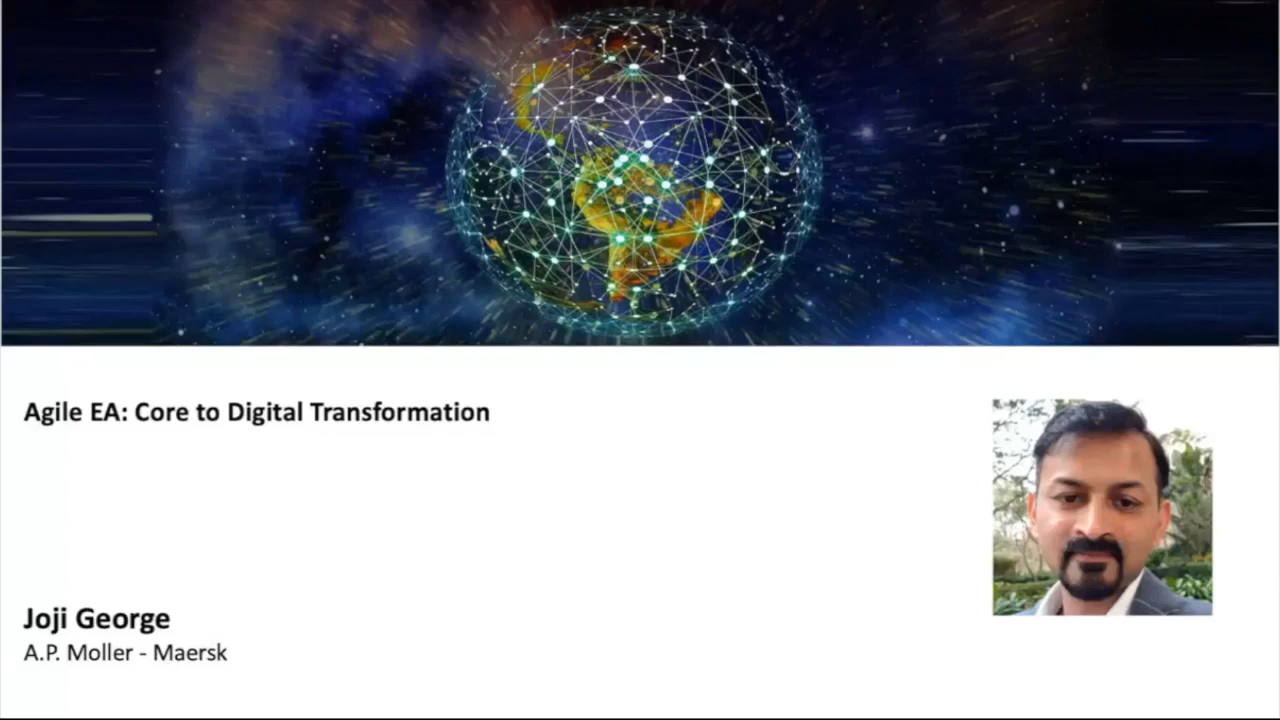 Agile EA: Core to Digital Transformation
Joji George
A.P. Moller - Maersk